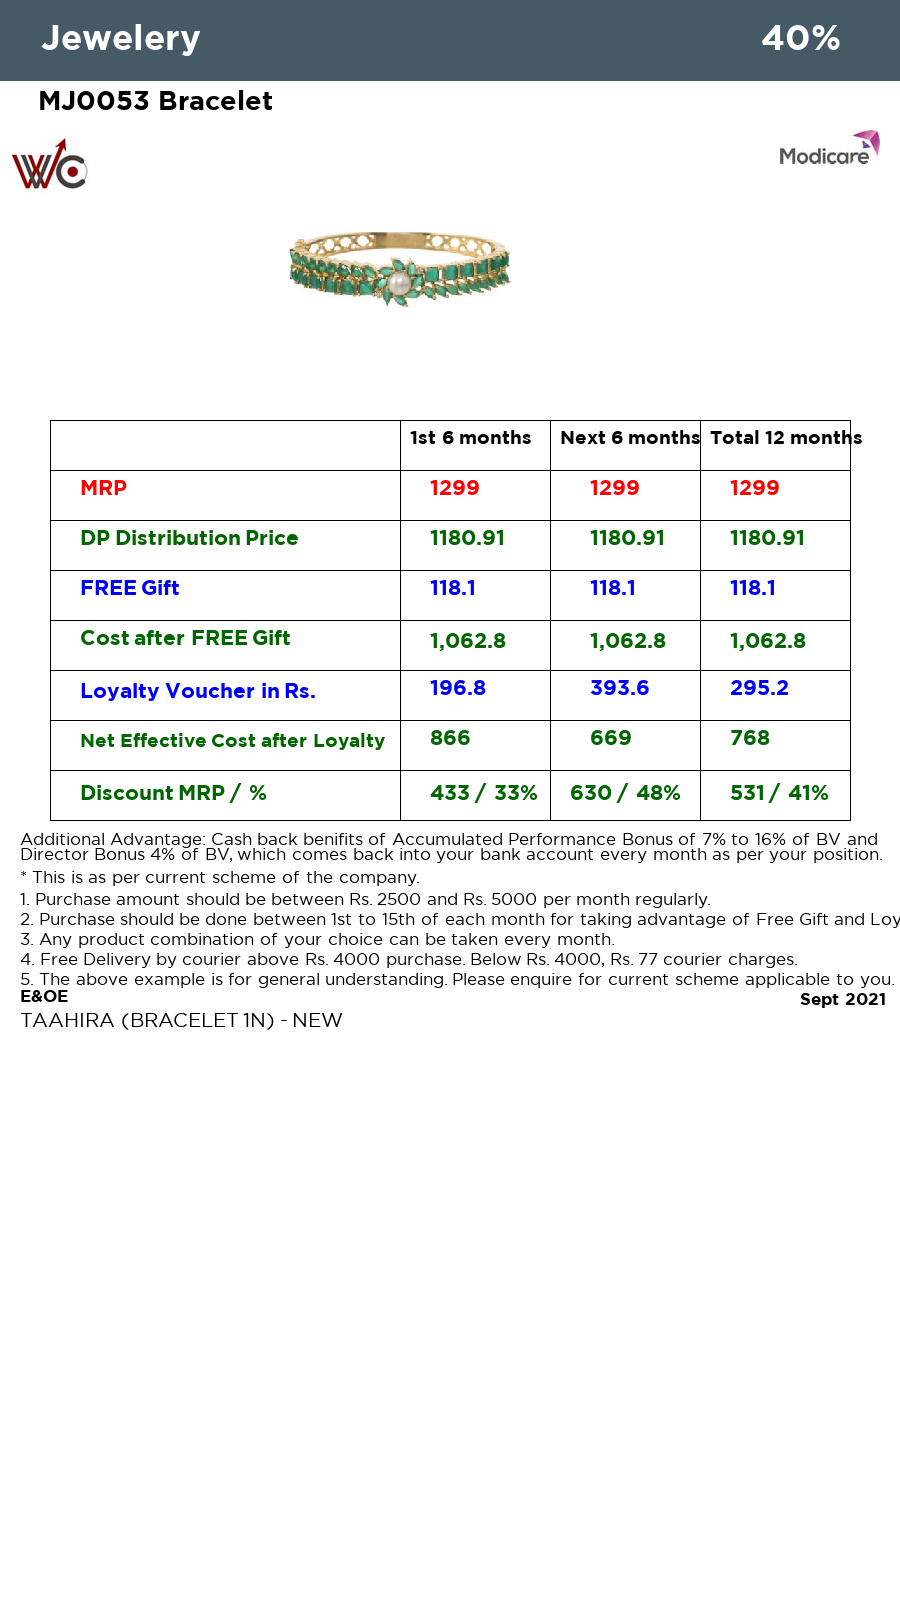 Jewelery 40%
MJ0053 Bracelet
WC
Modicare
1st 6 months Next 6 months Total 12 months
MRP 1299 1299 1299
DP Distribution Price 1180.91 1180.91 1180.91
FREE Gift 118.1 118.1 118.1
Cost after FREE Gift 1,062.8 1,062.8 1,062.8
Loyalty Voucher in Rs. 196.8 393.6 295.2
Net Effective Cost after Loyalty 866 669 768
Discount MRP / % 433 / 33% 630 / 48% 531 / 41%
Additional Advantage: Cash back benifits of Accumulated Performance Bonus of 7% to 16% of BV and
Director Bonus 4% of BV, which comes back into your bank account every month as per your position.
* This is as per current scheme of the company.
1. Purchase amount should be between Rs. 2500 and Rs. 5000 per month regularly.
2. Purchase should be done between 1st to 15th of each month for taking advantage of Free Gift and Loy
3. Any product combination of your choice can be taken every month.
4. Free Delivery by courier above Rs. 4000 purchase. Below Rs. 4000, Rs. 77 courier charges.
5. The above example is for general understanding. Please enquire for current scheme applicable to you.
E&OE
Sept 2021
TAAHIRA (BRACELET 1N) - NEW